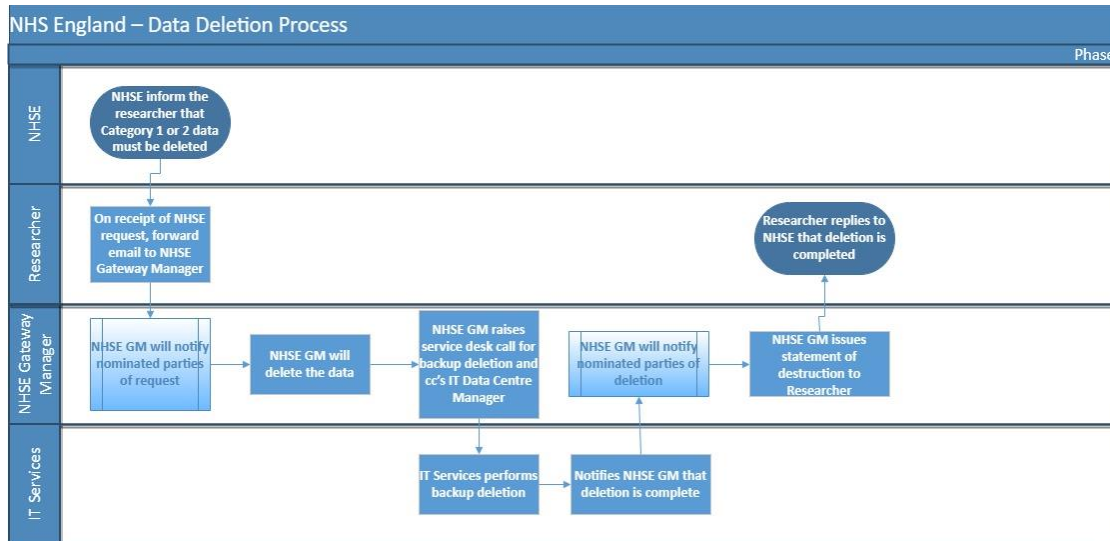 NHS England – Data Deletion Process
Phase
NHSE
NHSE inform the
researcher that
Category 1 or 2 data
must be deleted
Researcher
On receipt of NHSE
request, forward
email to NHSE
Gateway Manager
Researcher replies to
NHSE that deletion is
completed
NHSE Gateway
Manager
NHSE GM will notify
nominated parties
of request
NHSE GM will
delete the data
NHSE GM raises
service desk call for
backup deletion and
cc's IT Data Centre
Manager
NHSE GM will notify
nominated parties of
deletion
NHSE GM issues
statement of
destruction to
Researcher
IT Services
IT Services performs
backup deletion
Notifies NHSE GM that
deletion is complete